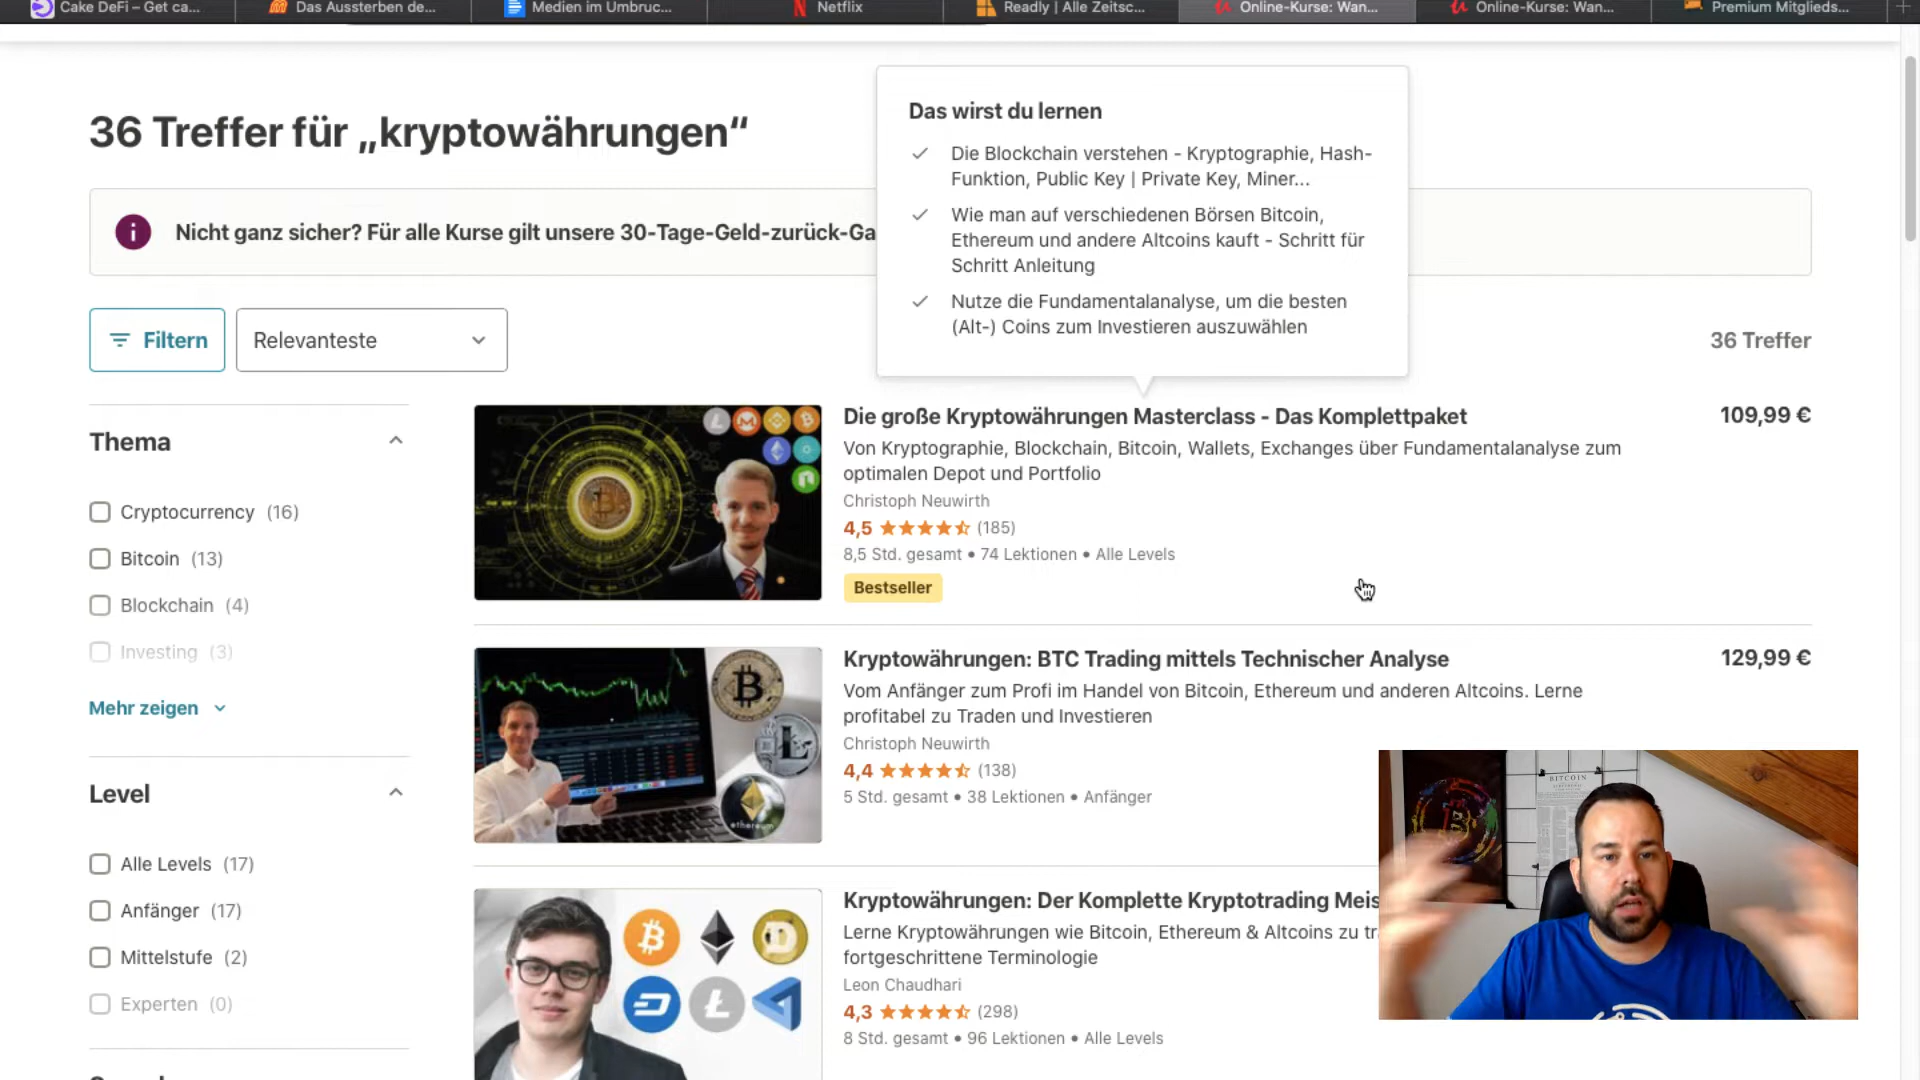 Cake DeFi – Get ca...
Das Aussterben de...
Medien im Umbruc...
Netflix
Readly | Alle Zeitsc...
Online-Kurse: Wan...
Online-Kurse: Wan...
Premium Mitglieds...
36 Treffer für „kryptowährungen“
Nicht ganz sicher? Für alle Kurse gilt unsere 30-Tage-Geld-zurück-Ga
Das wirst du lernen
Die Blockchain verstehen - Kryptographie, Hash-
Funktion, Public Key | Private Key, Miner...
Wie man auf verschiedenen Börsen Bitcoin,
Ethereum und andere Altcoins kauft - Schritt für
Schritt Anleitung
Nutze die Fundamentalanalyse, um die besten
(Alt-) Coins zum Investieren auszuwählen
Filtern
Relevanteste
36 Treffer
Thema
Cryptocurrency (16)
Bitcoin (13)
Blockchain (4)
Investing (3)
Mehr zeigen
Level
Alle Levels (17)
Anfänger (17)
Mittelstufe (2)
Experten (0)
Die große Kryptowährungen Masterclass - Das Komplettpaket
109,99 €
Von Kryptographie, Blockchain, Bitcoin, Wallets, Exchanges über Fundamentalanalyse zum
optimalen Depot und Portfolio
Christoph Neuwirth
4,5 (185)
8,5 Std. gesamt • 74 Lektionen • Alle Levels
Bestseller
Kryptowährungen: BTC Trading mittels Technischer Analyse
129,99 €
Vom Anfänger zum Profi im Handel von Bitcoin, Ethereum und anderen Altcoins. Lerne
profitabel zu Traden und Investieren
Christoph Neuwirth
4,4 (138)
5 Std. gesamt • 38 Lektionen • Anfänger
ethereum
Kryptowährungen: Der Komplette Kryptotrading Meis
Lerne Kryptowährungen wie Bitcoin, Ethereum & Altcoins zu tr
fortgeschrittene Terminologie
Leon Chaudhari
4,3 (298)
8 Std. gesamt • 96 Lektionen • Alle Levels
BITCOIN